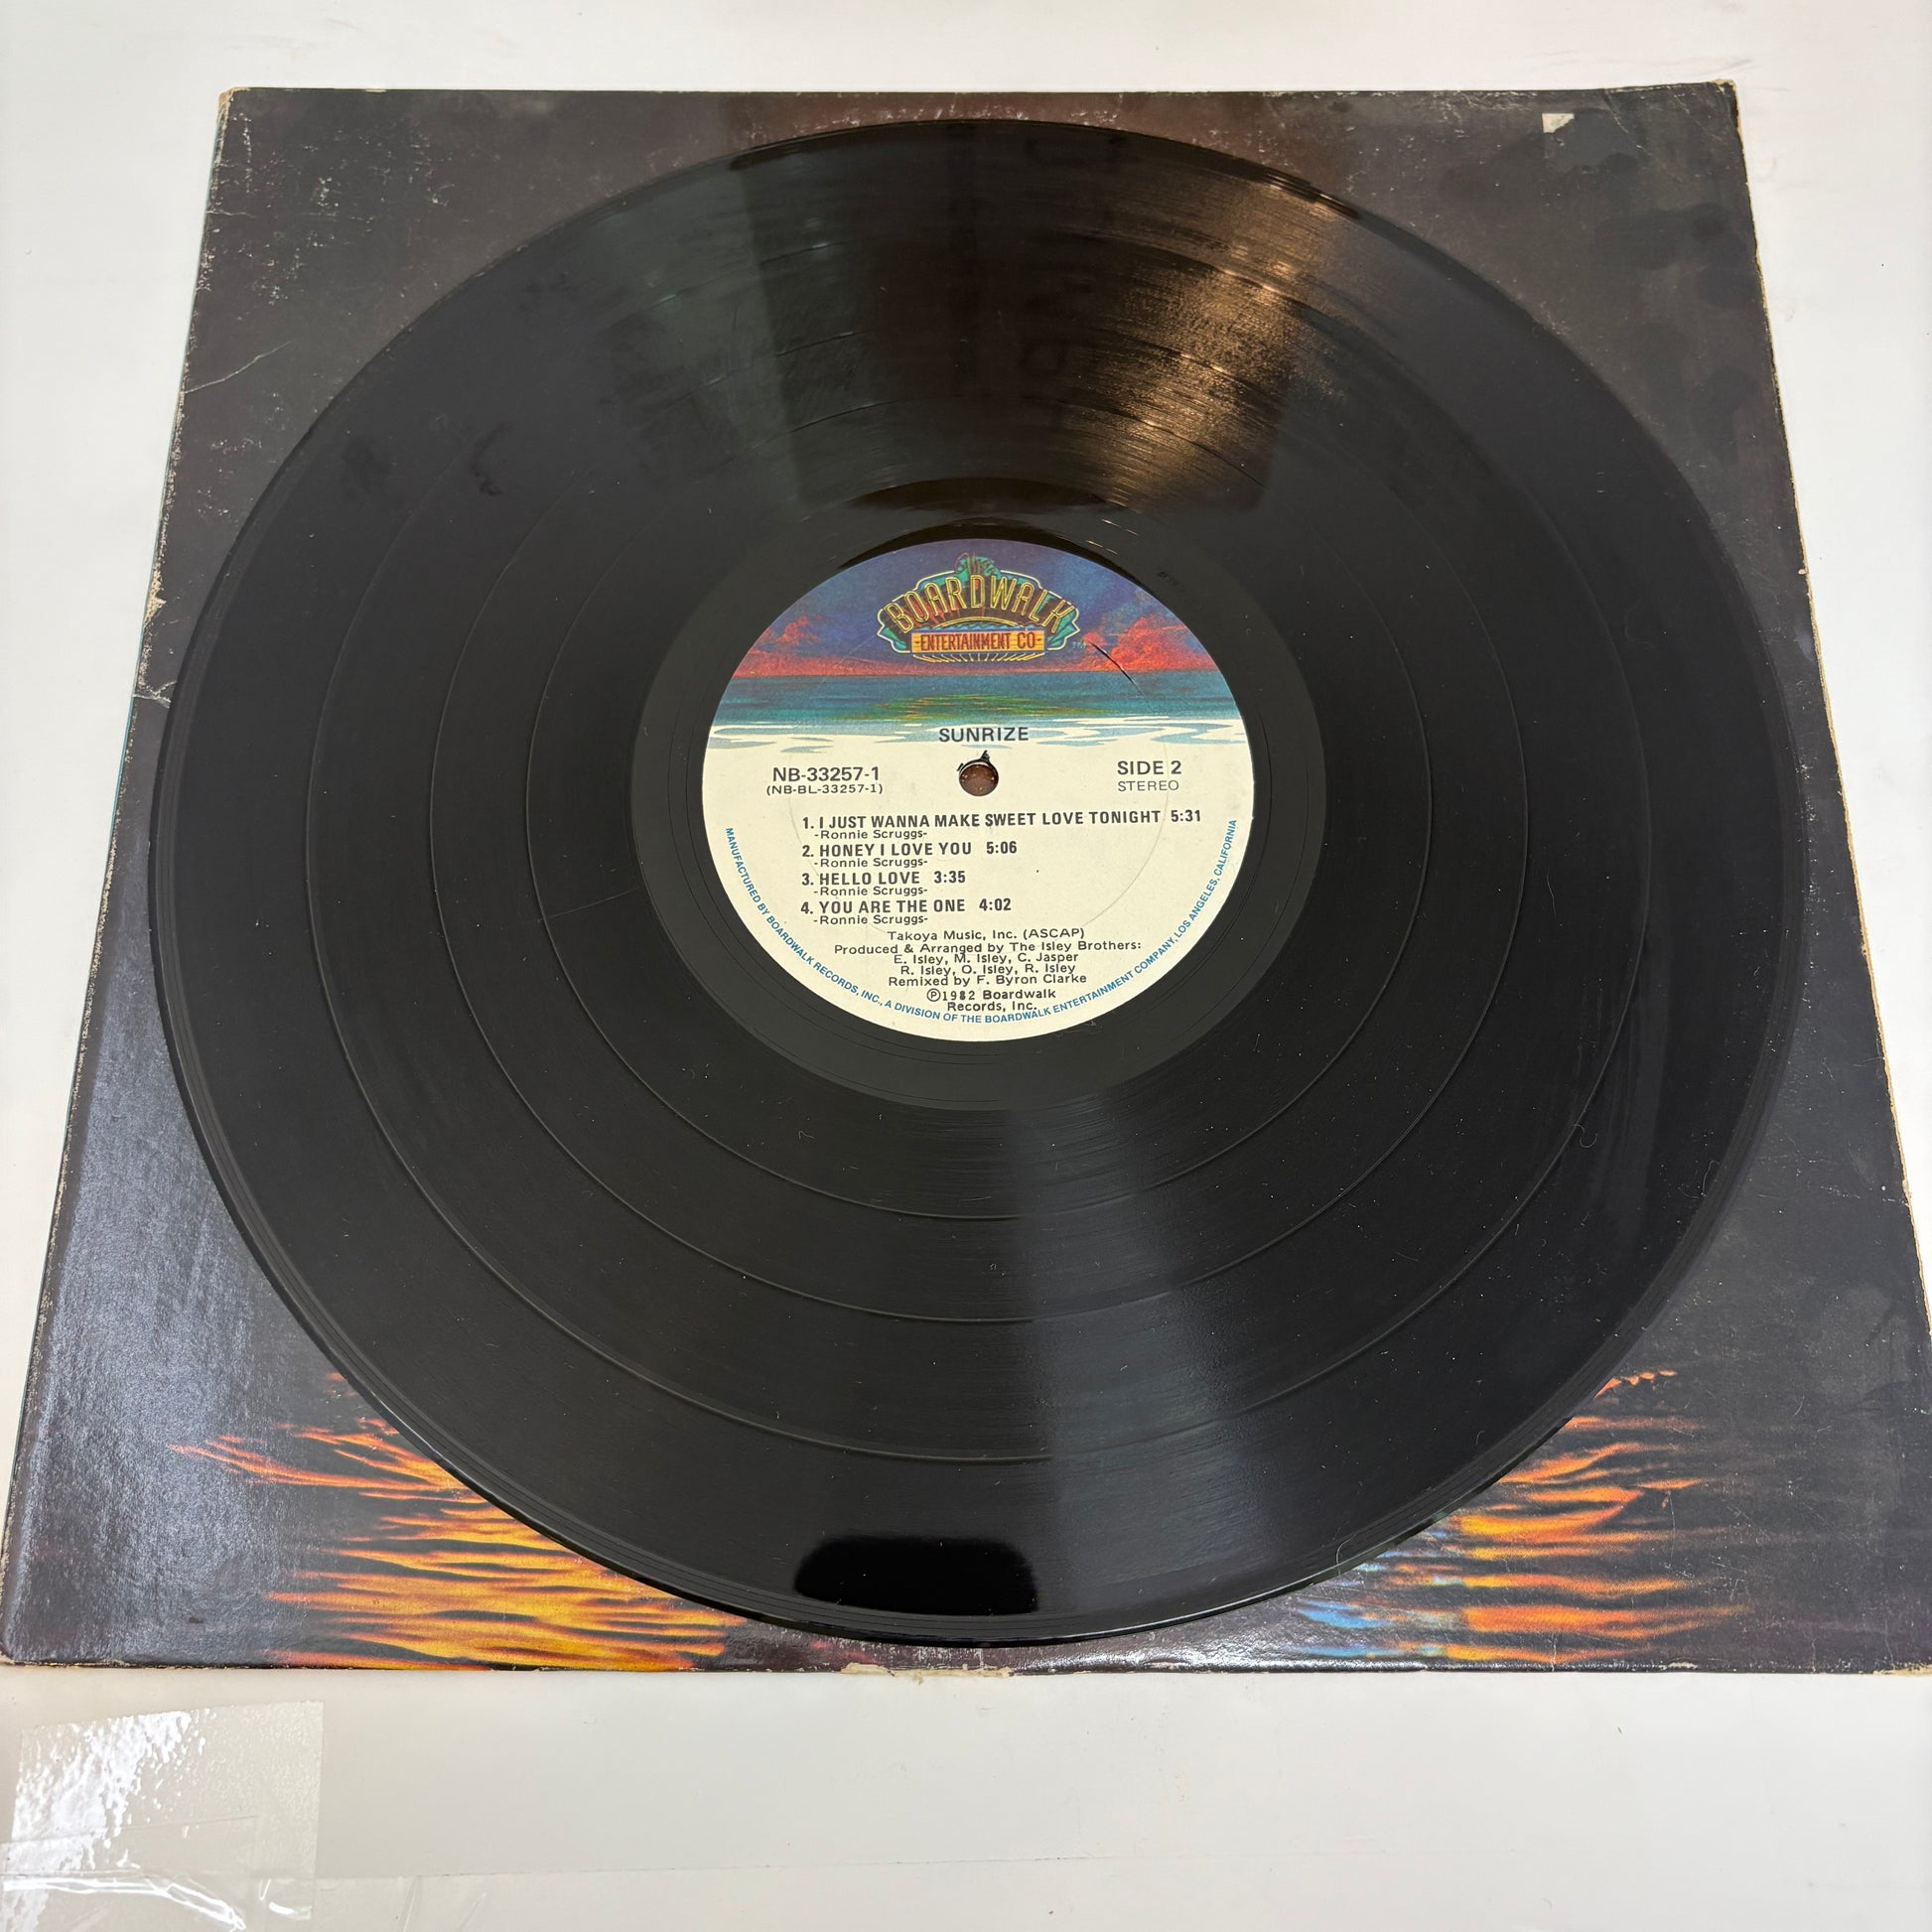 The
BOARDWALK
-ENTERTAINMENT CO-
TM
SUNRIZE
NB-33257-1
(NB-BL-33257-1)
SIDE 2
STEREO
1. I JUST WANNA MAKE SWEET LOVE TONIGHT 5:31
-Ronnie Scruggs-
2. HONEY I LOVE YOU 5:06
-Ronnie Scruggs-
3. HELLO LOVE 3:35
-Ronnie Scruggs-
4. YOU ARE THE ONE 4:02
-Ronnie Scruggs-
Takoya Music, Inc. (ASCAP)
Produced & Arranged by The Isley Brothers:
E. Isley, M. Isley, C. Jasper
R. Isley, O. Isley, R. Isley
Remixed by F. Byron Clarke
Ⓟ1982 Boardwalk
Records, Inc.
MANUFACTURED BY BOARDWALK RECORDS, INC., A DIVISION OF THE BOARDWALK ENTERTAINMENT COMPANY, LOS ANGELES, CALIFORNIA